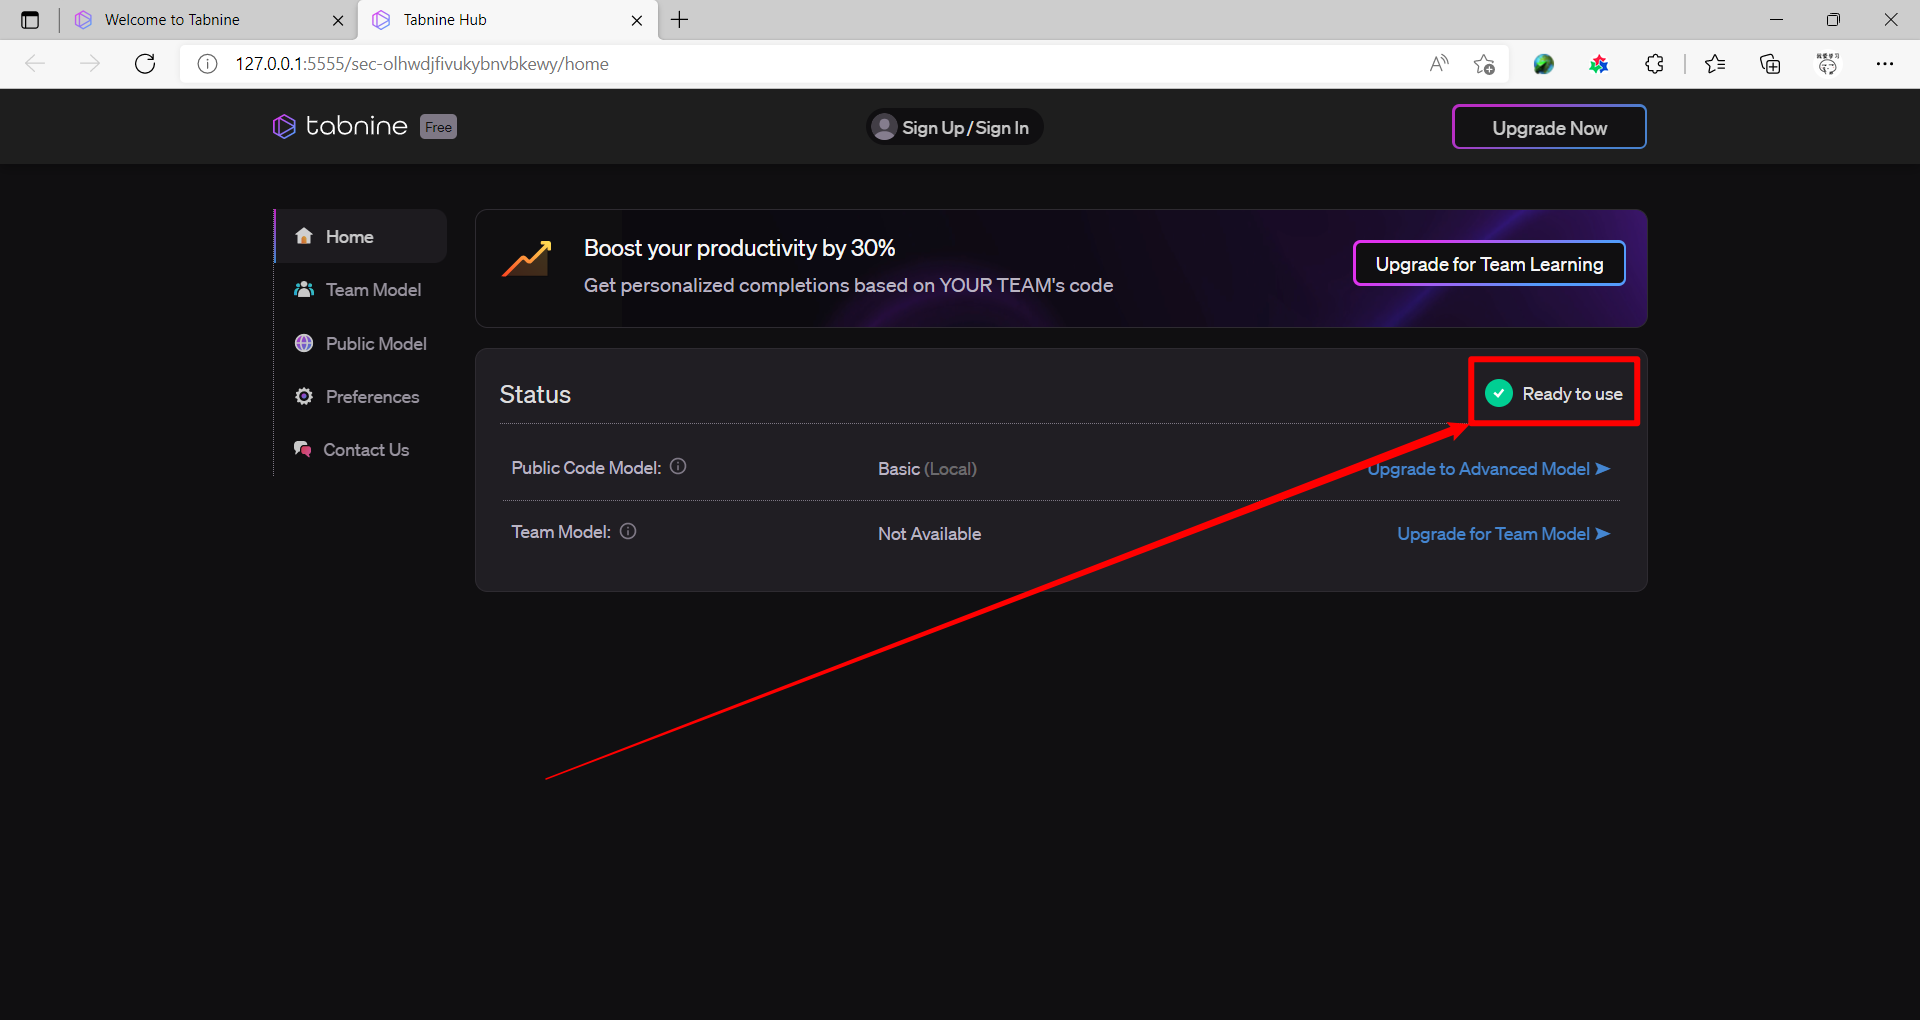 Welcome to Tabnine
Tabnine Hub
127.0.0.1:5555/sec-olhwdjfivukybnvbkewy/home
tabnine Free
Sign Up/Sign In
Upgrade Now
Home
Team Model
Public Model
Preferences
Contact Us
Boost your productivity by 30%
Get personalized completions based on YOUR TEAM's code
Upgrade for Team Learning
Status
Ready to use
Public Code Model:
Basic (Local)
Upgrade to Advanced Model ➤
Team Model:
Not Available
Upgrade for Team Model ➤